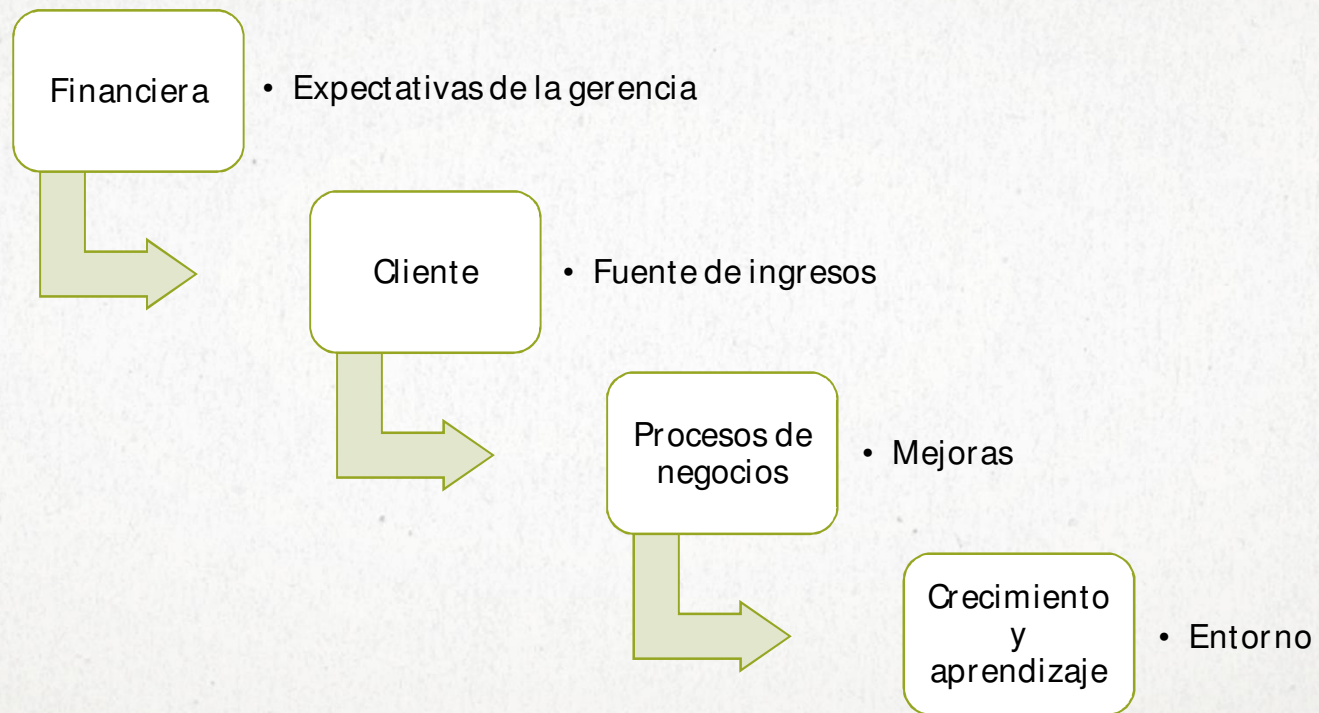 Financiera
• Expectativas de la gerencia
Cliente
• Fuente de ingresos
Procesos de
negocios
• Mejoras
Crecimiento
y
aprendizaje
• Entorno